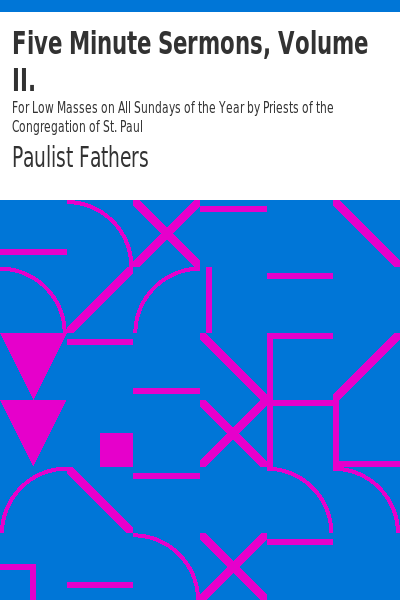 Five Minute Sermons, Volume
II.
For Low Masses on All Sundays of the Year by Priests of the
Congregation of St. Paul
Paulist Fathers